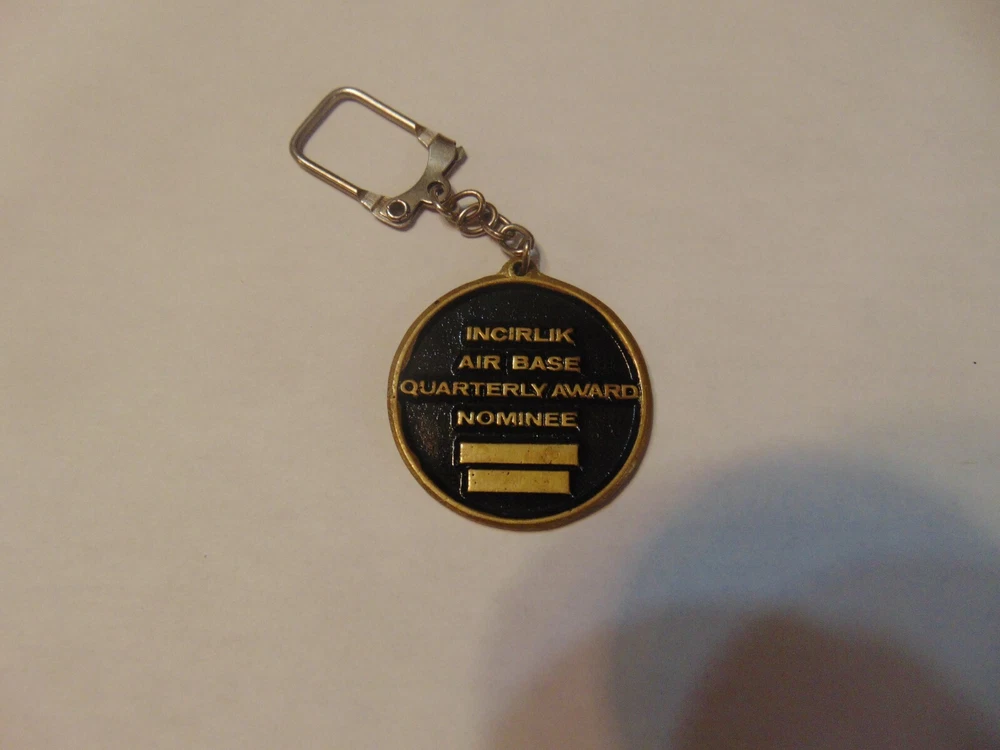 INCIRLIK
AIR BASE
QUARTERLY AWARD
NOMINEE